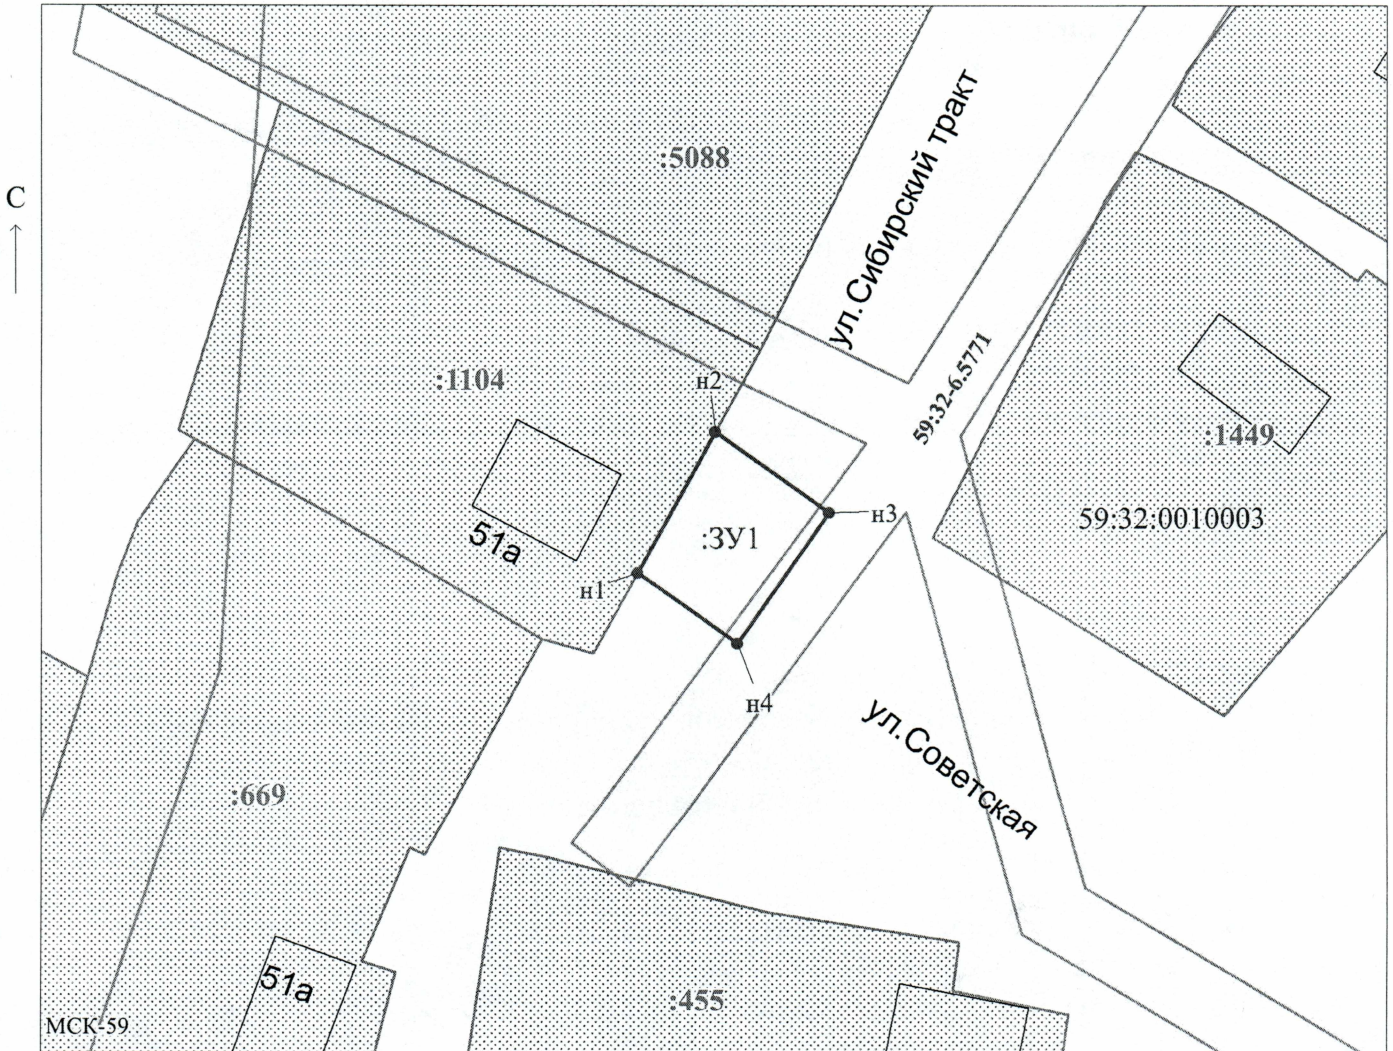 :5088
ул.Сибирский тракт
С
:1104
н2
59:32-6.5771
:1449
н3
59:32:0010003
:ЗУ1
51а
н1
н4
ул.Советская
:669
51а
:455
МСК-59